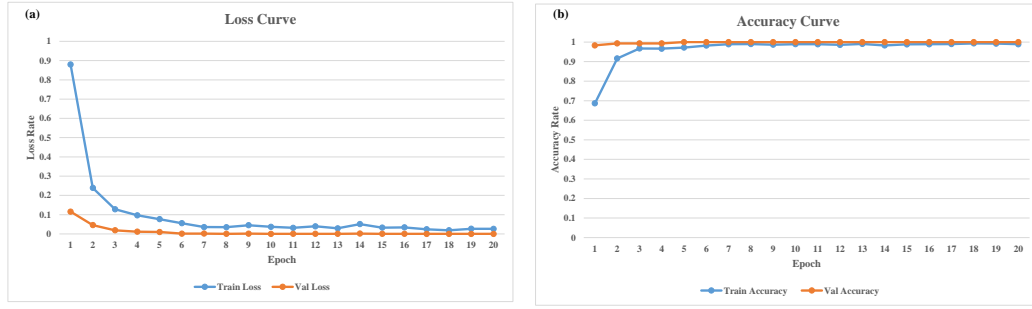 (a)
Loss Curve
1
0.9
0.8
0.7
0.6
0.5
0.4
0.3
0.2
0.1
0
Loss Rate
1 2 3 4 5 6 7 8 9 10 11 12 13 14 15 16 17 18 19 20
Epoch
Train Loss Val Loss
(b)
Accuracy Curve
1
0.9
0.8
0.7
0.6
0.5
0.4
0.3
0.2
0.1
0
Accuracy Rate
1 2 3 4 5 6 7 8 9 10 11 12 13 14 15 16 17 18 19 20
Epoch
Train Accuracy Val Accuracy